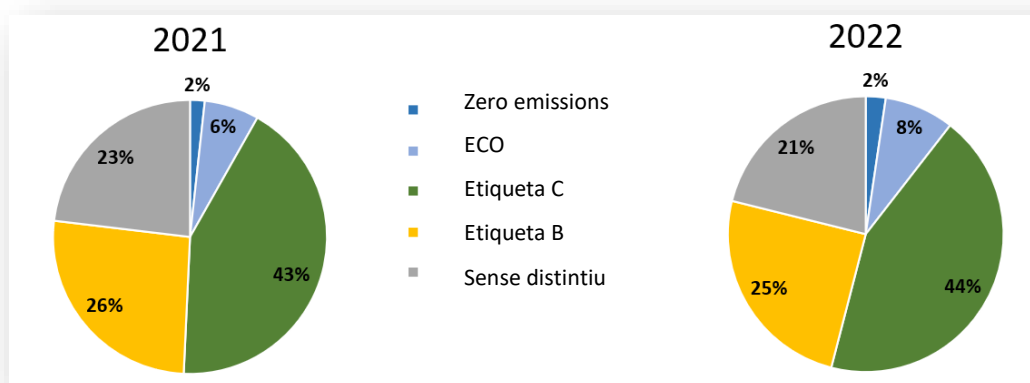 2021
2%
6%
23%
43%
26%
Zero emissions
ECO
Etiqueta C
Etiqueta B
Sense distintiu
2022
2%
8%
21%
25%
44%